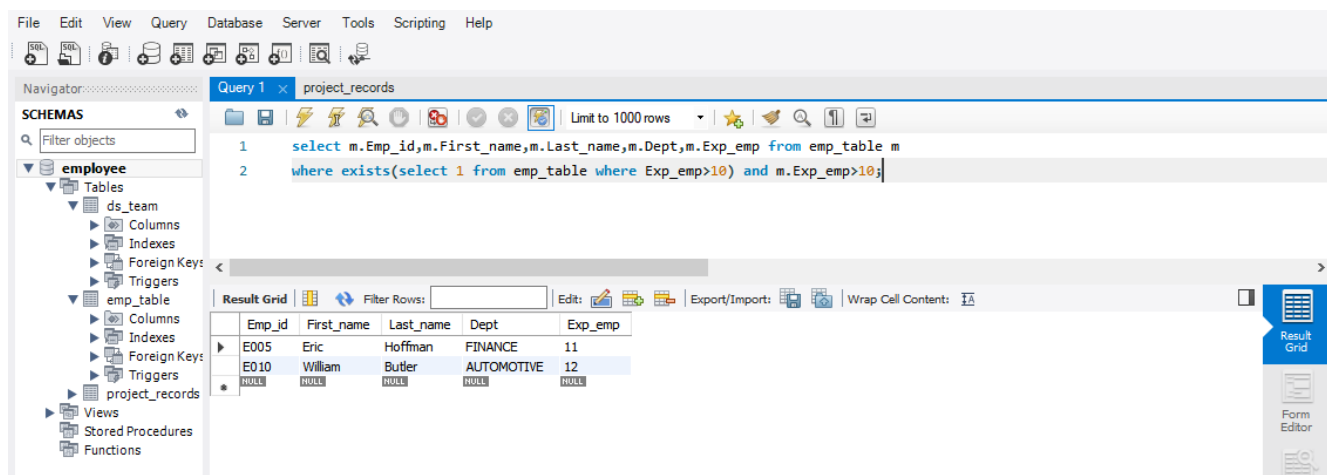 File Edit View Query Database Server Tools Scripting Help
Navigator
Query 1 × project_records
SCHEMAS
Limit to 1000 rows
Filter objects
1 select m.Emp_id,m.First_name,m.Last_name,m.Dept,m.Exp_emp from emp_table m
2 where exists(select 1 from emp_table where Exp_emp>10) and m.Exp_emp>10;
employee
Tables
ds_team
Columns
Indexes
Foreign Keys
Triggers
emp_table
Columns
Indexes
Foreign Keys
Triggers
project_records
Views
Stored Procedures
Functions
Result Grid Filter Rows: Edit: Export/Import: Wrap Cell Content: IA
Emp_id First_name Last_name Dept Exp_emp
E005 Eric Hoffman FINANCE 11
E010 William Butler AUTOMOTIVE 12
NULL NULL NULL NULL NULL
Result
Grid
Form
Editor